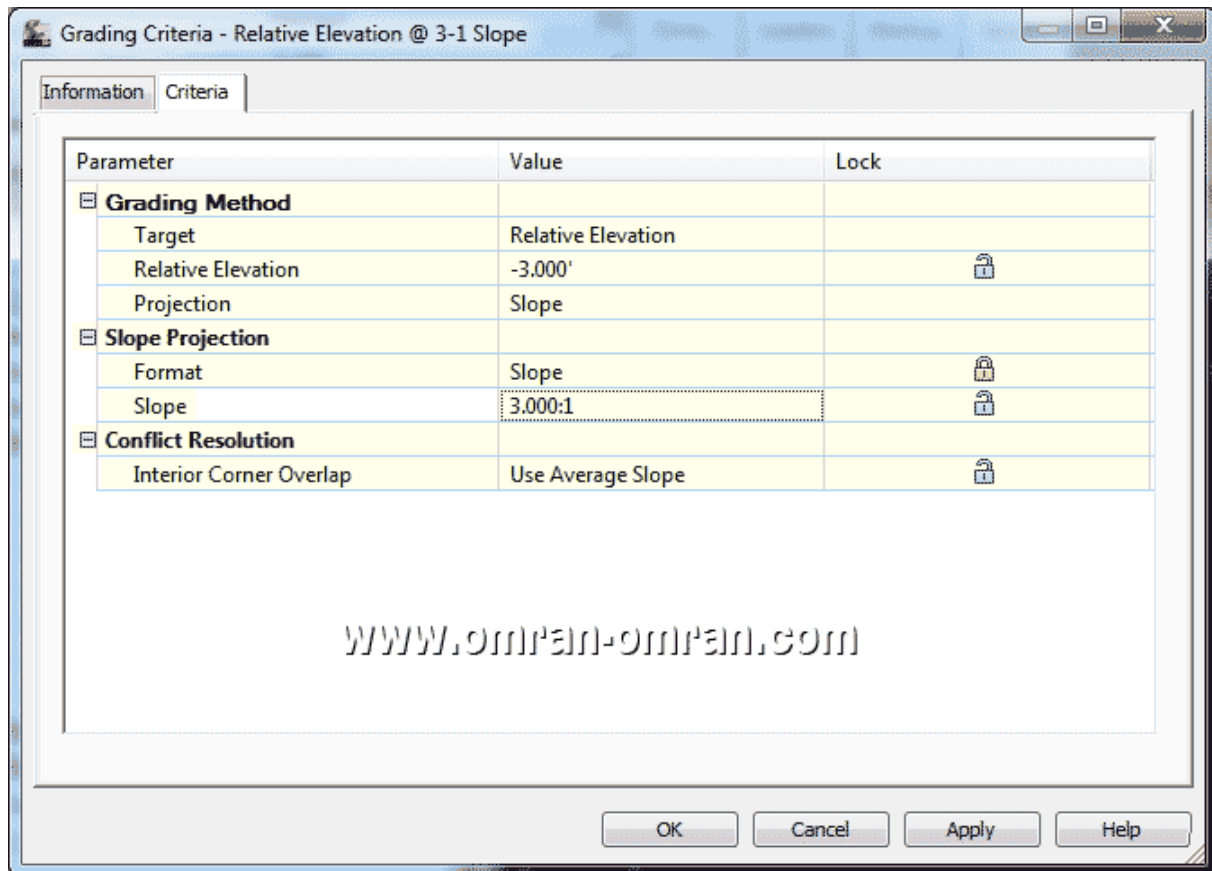 Grading Criteria - Relative Elevation @ 3-1 Slope
Information Criteria
Parameter Value Lock
Grading Method
Target Relative Elevation
Relative Elevation -3.000'
Projection Slope
Slope Projection
Format Slope
Slope 3.000:1
Conflict Resolution
Interior Corner Overlap Use Average Slope
www.omran-omran.com
OK Cancel Apply Help